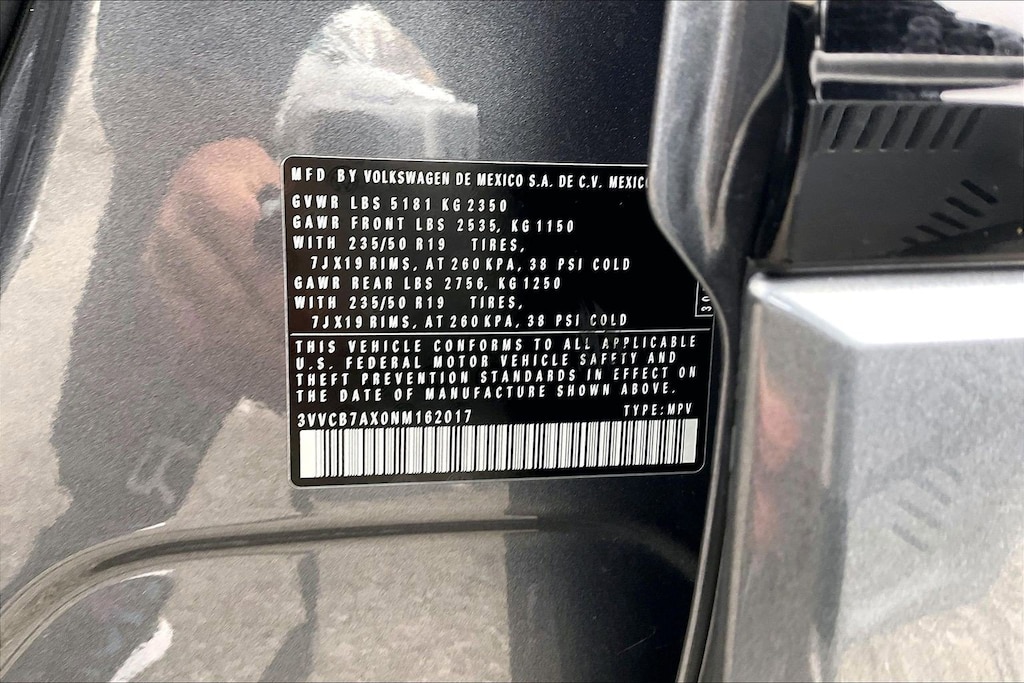 MFD BY VOLKSWAGEN DE MEXICO S.A. DE C.V. MEXICO
GVWR LBS 5181 KG 2350
GAWR FRONT LBS 2535, KG 1150
WITH 235/50 R19 TIRES,
7JX19 RIMS, AT 260 KPA, 38 PSI COLD
GAWR REAR LBS 2756, KG 1250
WITH 235/50 R19 TIRES,
7JX19 RIMS, AT 260 KPA, 38 PSI COLD
THIS VEHICLE CONFORMS TO ALL APPLICABLE
U.S. FEDERAL MOTOR VEHICLE SAFETY AND
THEFT PREVENTION STANDARDS IN EFFECT ON
THE DATE OF MANUFACTURE SHOWN ABOVE.
3VVCB7AX0NM162017 TYPE: MPV